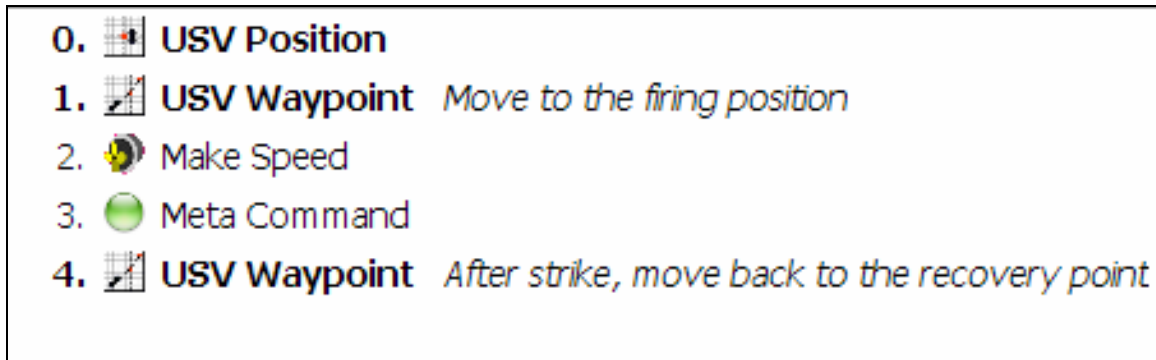 0. USV Position
1. USV Waypoint Move to the firing position
2. Make Speed
3. Meta Command
4. USV Waypoint After strike, move back to the recovery point